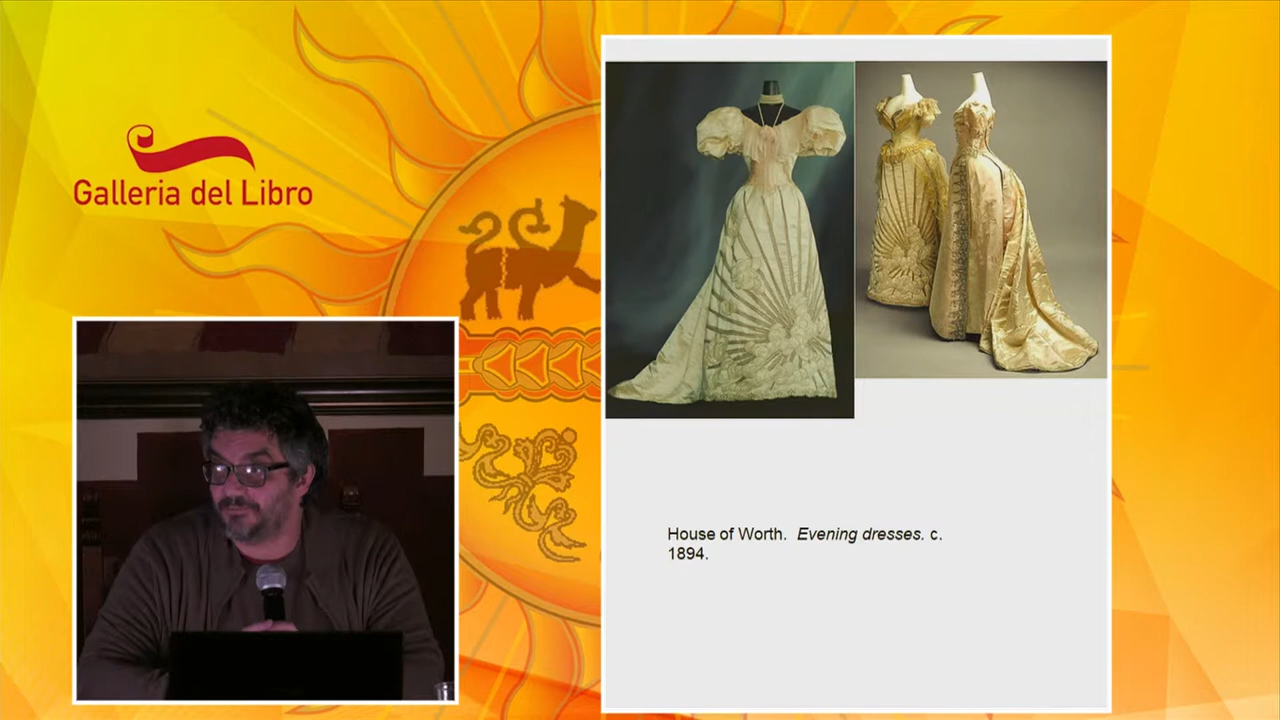 Galleria del Libro
House of Worth. Evening dresses. c.
1894.